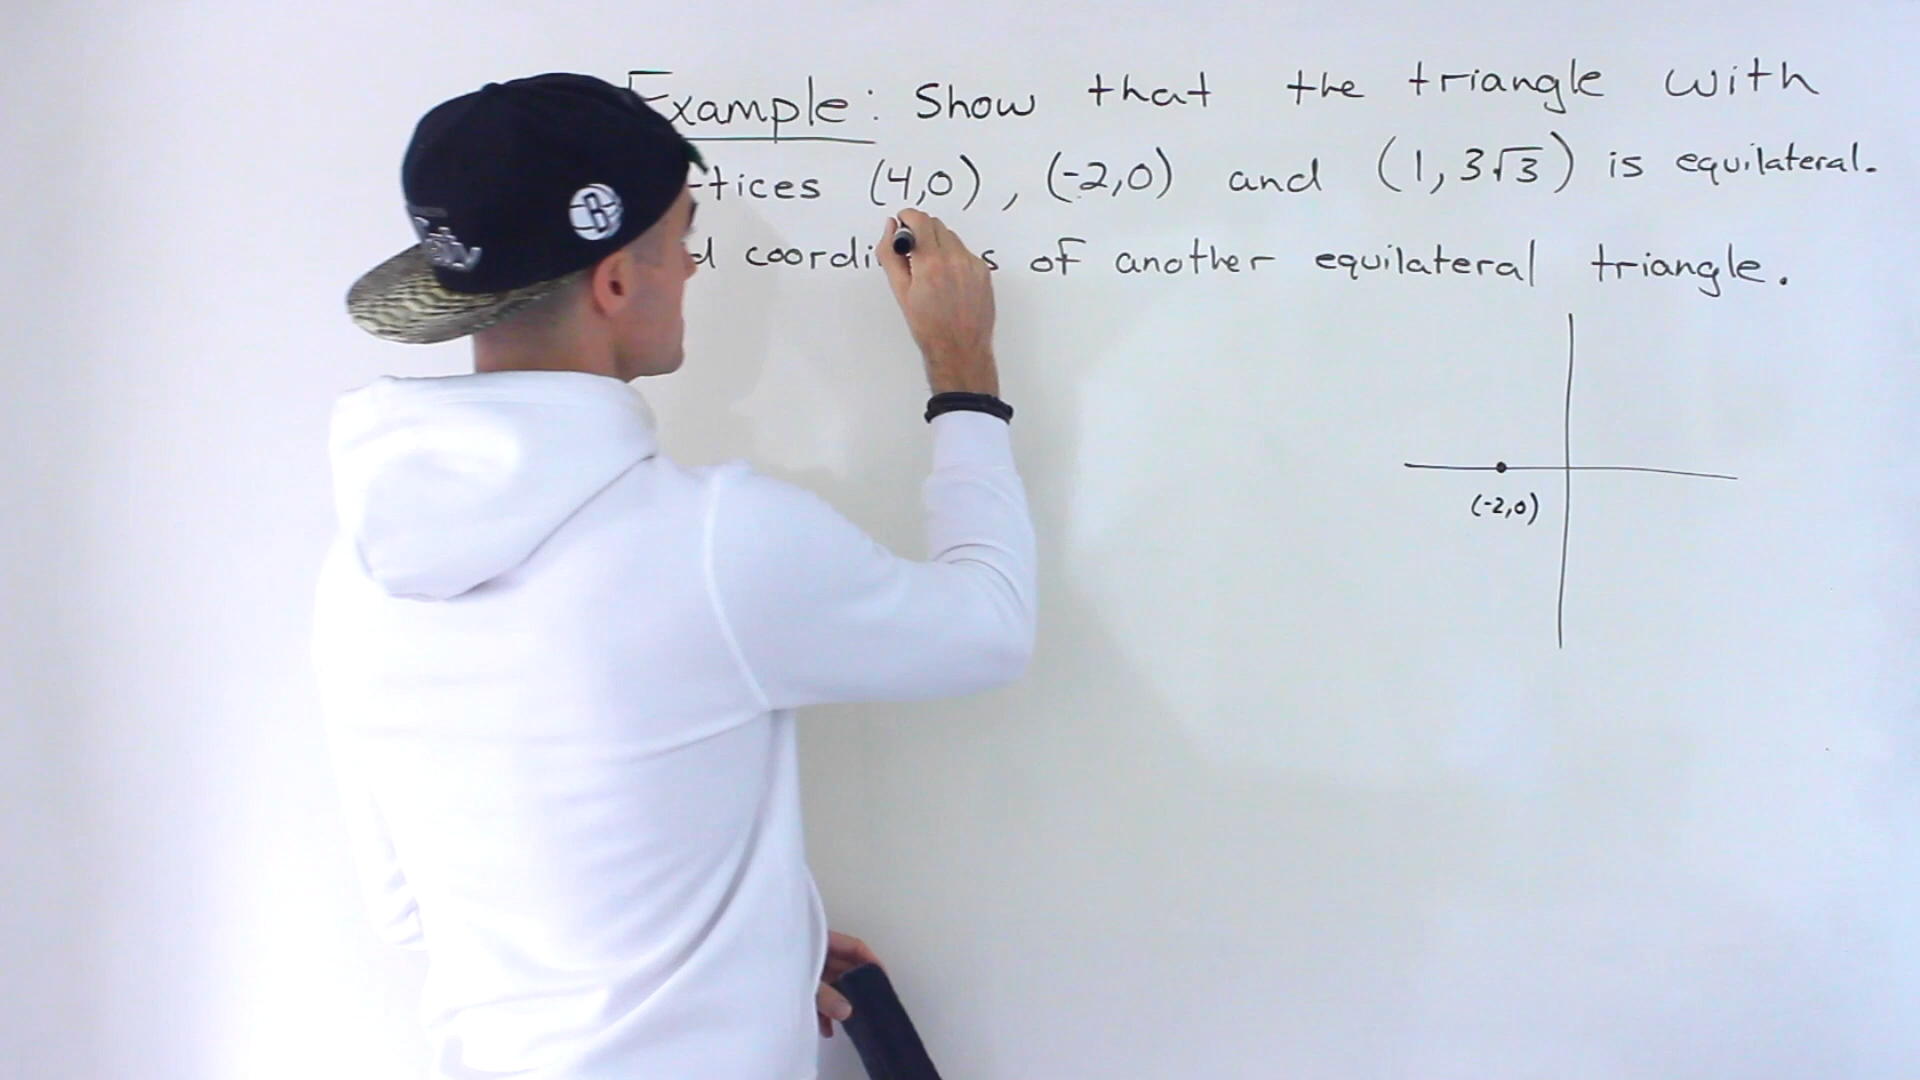 Example: Show that the triangle with
tices (4,0), (-2,0) and (1, 3√3) is equilateral.
of another equilateral triangle.
(-2,0)
B